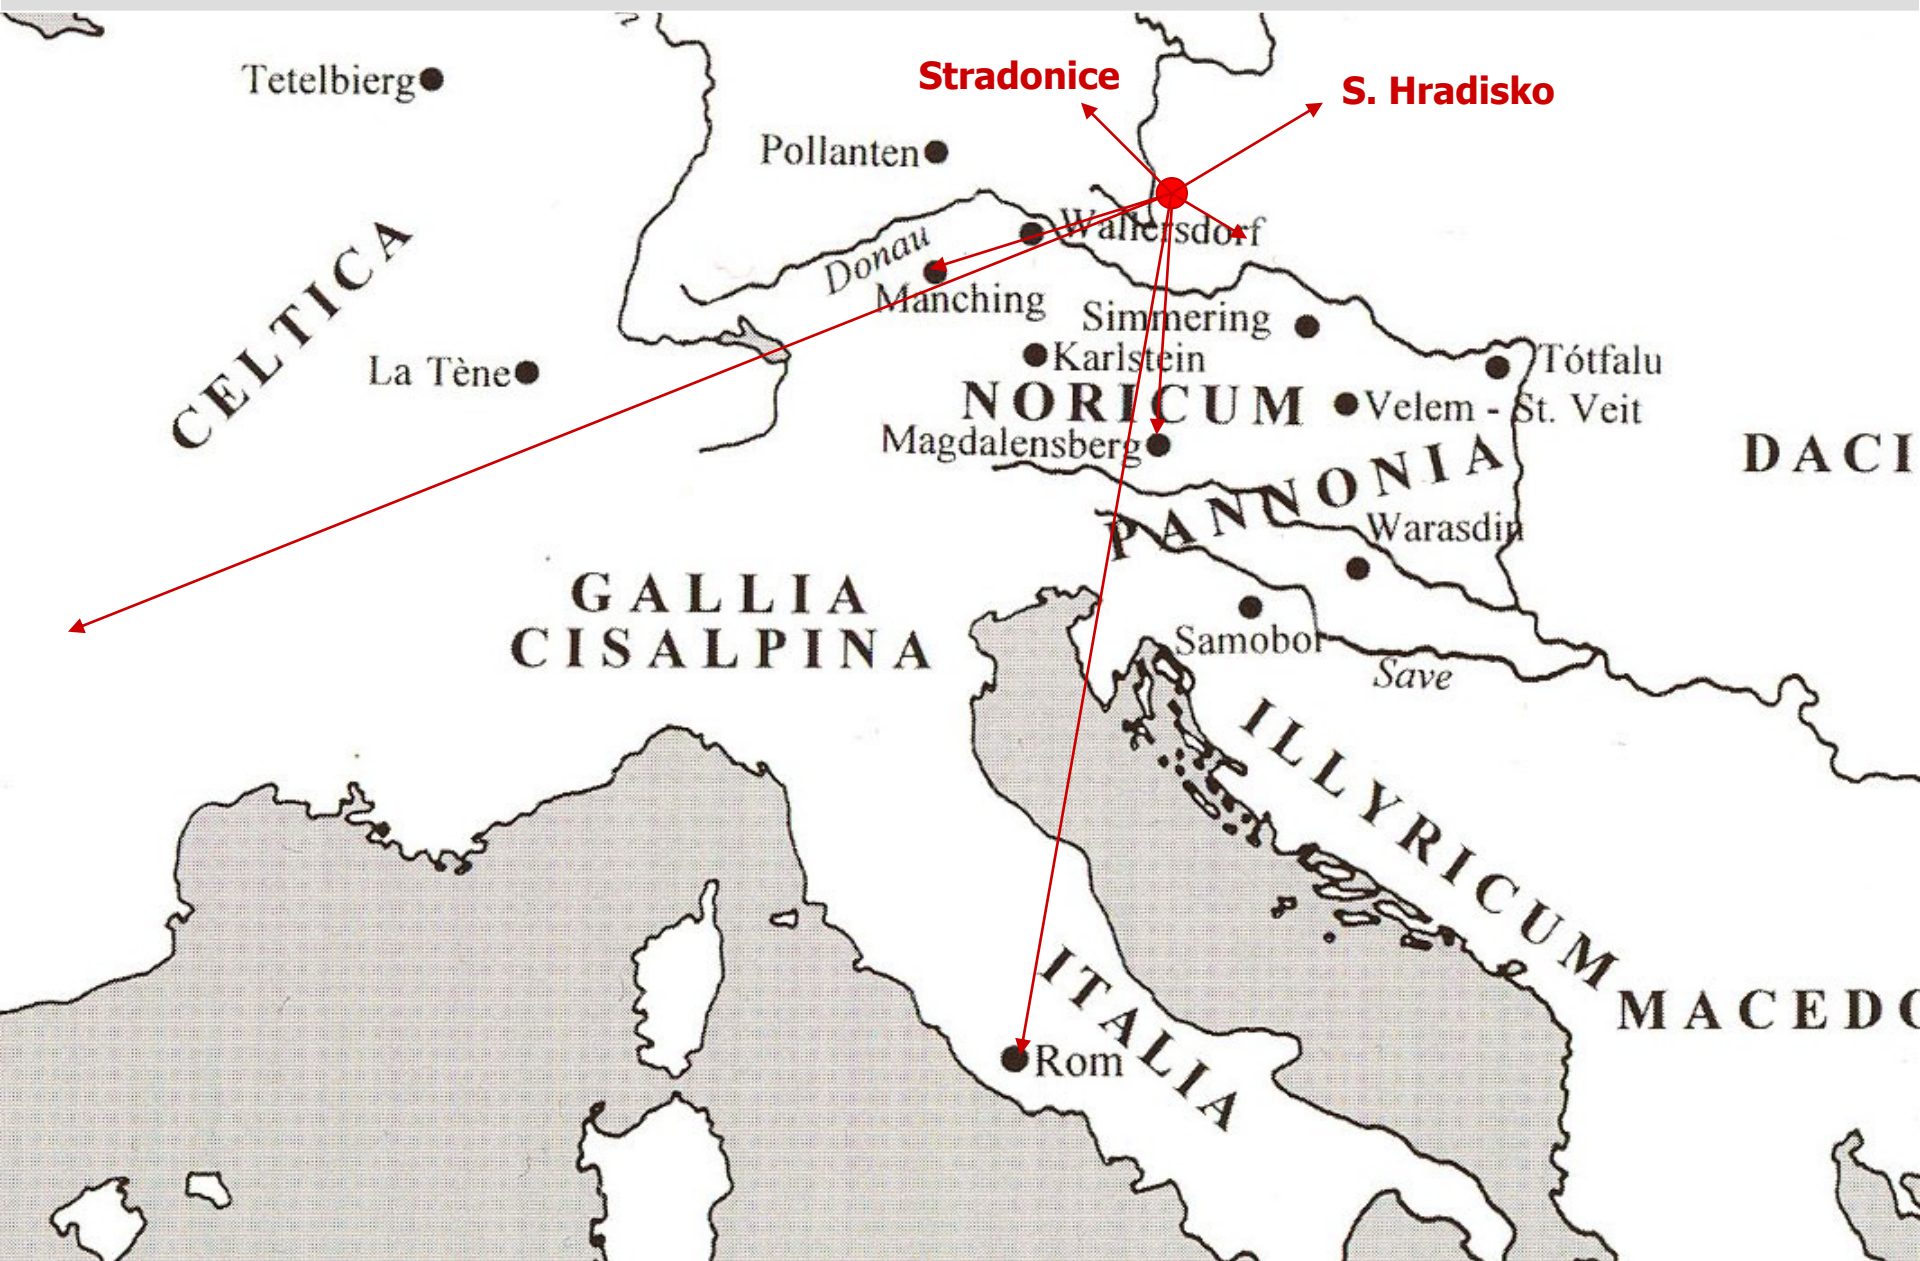 Stradonice
S. Hradisko
Tetelbierg
Pollanten
Wallersdorf
Donau
Manching
CELTICA
Simmering
Karlstein
La Tène
Tótfalu
NORICUM
Velem - St. Veit
Magdalensberg
DACI
PANNONIA
Warasdin
GALLIA
CISALPINA
Samobor
Save
ILLYRICUM
ITALIA
MACEDO
Rom